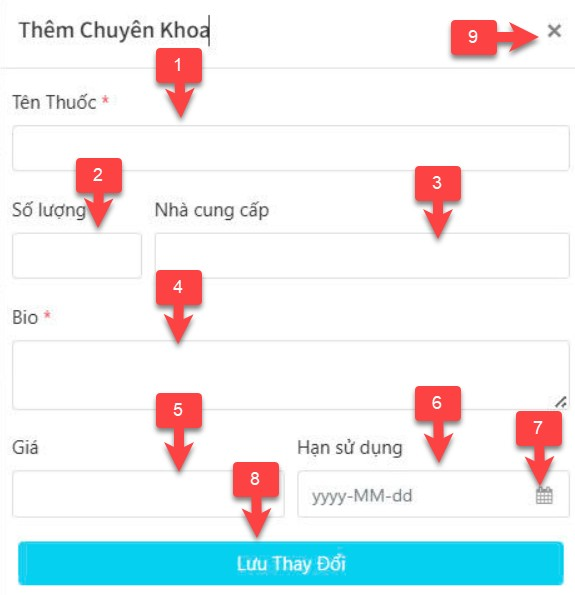 Thêm Chuyên Khoa
9
1
Tên Thuốc *
2
3
Số lượng
Nhà cung cấp
4
Bio *
5
6
7
Giá
Hạn sử dụng
8
yyyy-MM-dd
Lưu Thay Đổi